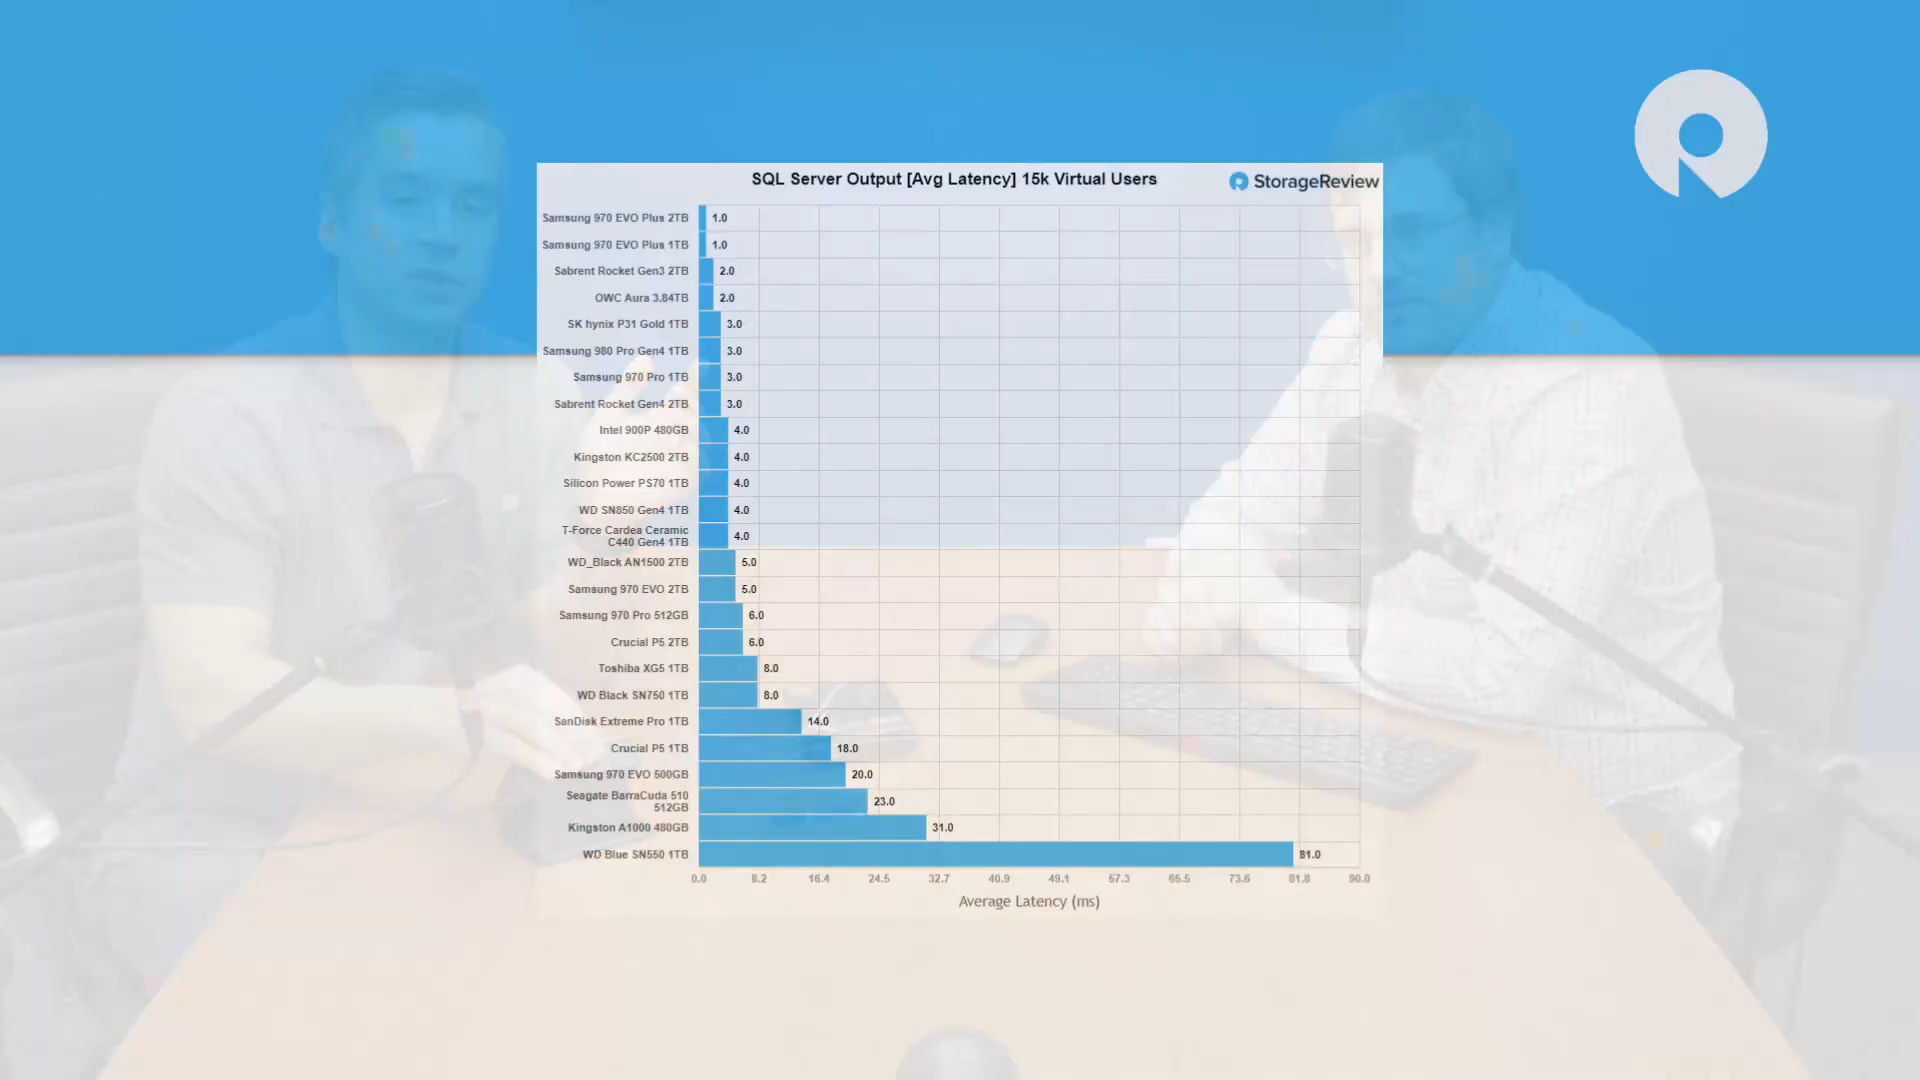 SQL Server Output [Avg Latency] 15k Virtual Users
StorageReview
Samsung 970 EVO Plus 2TB 1.0
Samsung 970 EVO Plus 1TB 1.0
Sabrent Rocket Gen3 2TB 2.0
OWC Aura 3.84TB 2.0
SK hynix P31 Gold 1TB 3.0
Samsung 980 Pro Gen4 1TB 3.0
Samsung 970 Pro 1TB 3.0
Sabrent Rocket Gen4 2TB 3.0
Intel 900P 480GB 4.0
Kingston KC2500 2TB 4.0
Silicon Power PS70 1TB 4.0
WD SN850 Gen4 1TB 4.0
T-Force Cardea Ceramic
C440 Gen4 1TB 4.0
WD_Black AN1500 2TB 5.0
Samsung 970 EVO 2TB 5.0
Samsung 970 Pro 512GB 6.0
Crucial P5 2TB 6.0
Toshiba XG5 1TB 8.0
WD Black SN750 1TB 8.0
SanDisk Extreme Pro 1TB 14.0
Crucial P5 1TB 18.0
Samsung 970 EVO 500GB 20.0
Seagate BarraCuda 510
512GB 23.0
Kingston A1000 480GB 31.0
WD Blue SN550 1TB 81.0
0.0 8.2 16.4 24.5 32.7 40.9 49.1 57.3 65.5 73.6 81.8 90.0
Average Latency (ms)